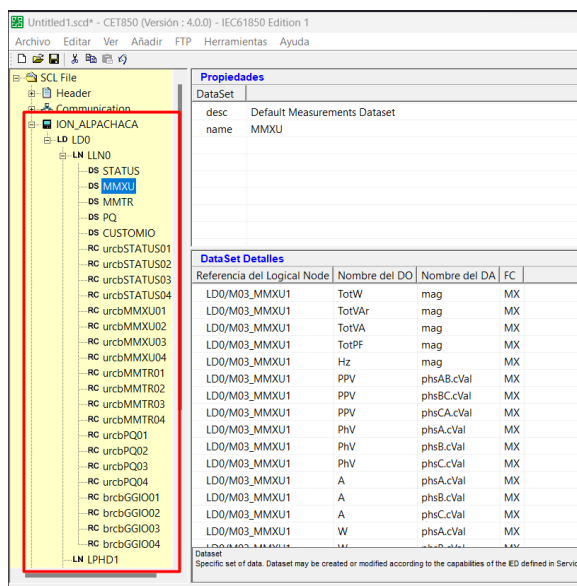 Untitled1.scd* - CET850 (Versión : 4.0.0) - IEC61850 Edition 1
Archivo Editar Ver Añadir FTP Herramientas Ayuda
SCL File
Header
Communication
ION_ALPACHACA
LD LD0
LN LLN0
DS STATUS
DS MMXU
DS MMTR
DS PQ
DS CUSTOMIO
RC urcbSTATUS01
RC urcbSTATUS02
RC urcbSTATUS03
RC urcbSTATUS04
RC urcbMMXU01
RC urcbMMXU02
RC urcbMMXU03
RC urcbMMXU04
RC urcbMMTR01
RC urcbMMTR02
RC urcbMMTR03
RC urcbMMTR04
RC urcbPQ01
RC urcbPQ02
RC urcbPQ03
RC urcbPQ04
RC brcbGGIO01
RC brcbGGIO02
RC brcbGGIO03
RC brcbGGIO04
LN LPHD1
Propiedades
DataSet
desc Default Measurements Dataset
name MMXU
DataSet Detalles
Referencia del Logical Node Nombre del DO Nombre del DA FC
LD0/M03_MMXU1 TotW mag MX
LD0/M03_MMXU1 TotVAr mag MX
LD0/M03_MMXU1 TotVA mag MX
LD0/M03_MMXU1 TotPF mag MX
LD0/M03_MMXU1 Hz mag MX
LD0/M03_MMXU1 PPV phsAB.cVal MX
LD0/M03_MMXU1 PPV phsBC.cVal MX
LD0/M03_MMXU1 PPV phsCA.cVal MX
LD0/M03_MMXU1 PhV phsA.cVal MX
LD0/M03_MMXU1 PhV phsB.cVal MX
LD0/M03_MMXU1 PhV phsC.cVal MX
LD0/M03_MMXU1 A phsA.cVal MX
LD0/M03_MMXU1 A phsB.cVal MX
LD0/M03_MMXU1 A phsC.cVal MX
LD0/M03_MMXU1 W phsA.cVal MX
LD0/M03_MMXU1 W phsB.cVal MX
Dataset
Specific set of data. Dataset may be created or modified according to the capabilities of the IED defined in Servic